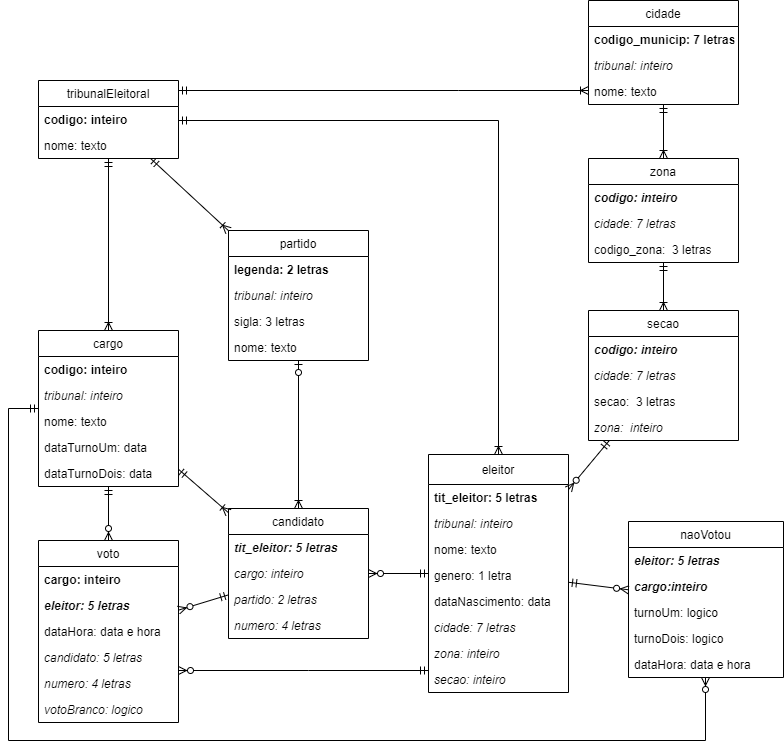 cidade
codigo_municip: 7 letras
tribunal: inteiro
nome: texto
tribunalEleitoral
codigo: inteiro
nome: texto
zona
codigo: inteiro
cidade: 7 letras
codigo_zona:  3 letras
partido
legenda: 2 letras
tribunal: inteiro
sigla: 3 letras
nome: texto
secao
codigo: inteiro
cidade: 7 letras
secao:  3 letras
zona:  inteiro
cargo
codigo: inteiro
tribunal: inteiro
nome: texto
dataTurnoUm: data
dataTurnoDois: data
eleitor
tit_eleitor: 5 letras
tribunal: inteiro
nome: texto
genero: 1 letra
dataNascimento: data
cidade: 7 letras
zona: inteiro
secao: inteiro
candidato
tit_eleitor: 5 letras
cargo: inteiro
partido: 2 letras
numero: 4 letras
naoVotou
eleitor: 5 letras
cargo:inteiro
turnoUm: logico
turnoDois: logico
dataHora: data e hora
voto
cargo: inteiro
eleitor: 5 letras
dataHora: data e hora
candidato: 5 letras
numero: 4 letras
votoBranco: logico